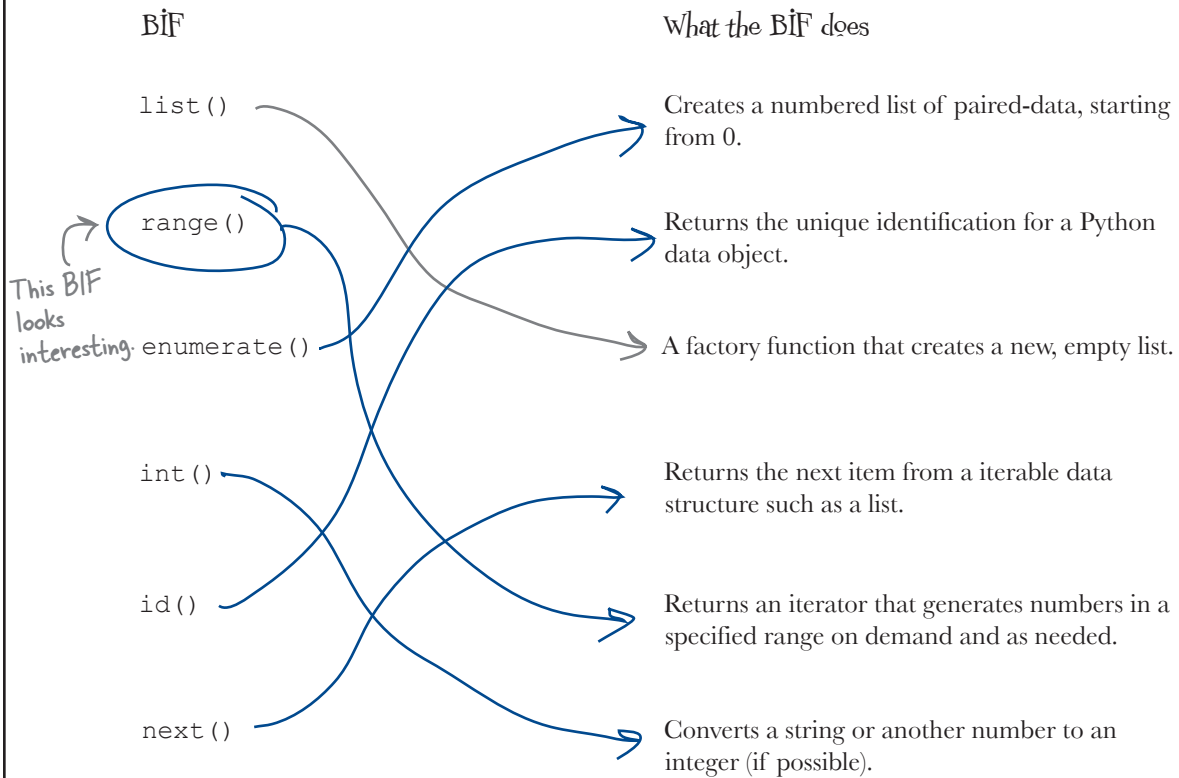 BIF
What the BIF does
list()
Creates a numbered list of paired-data, starting
from 0.
range()
Returns the unique identification for a Python
data object.
This BIF
looks
interesting.
enumerate()
A factory function that creates a new, empty list.
int()
Returns the next item from a iterable data
structure such as a list.
id()
Returns an iterator that generates numbers in a
specified range on demand and as needed.
next()
Converts a string or another number to an
integer (if possible).